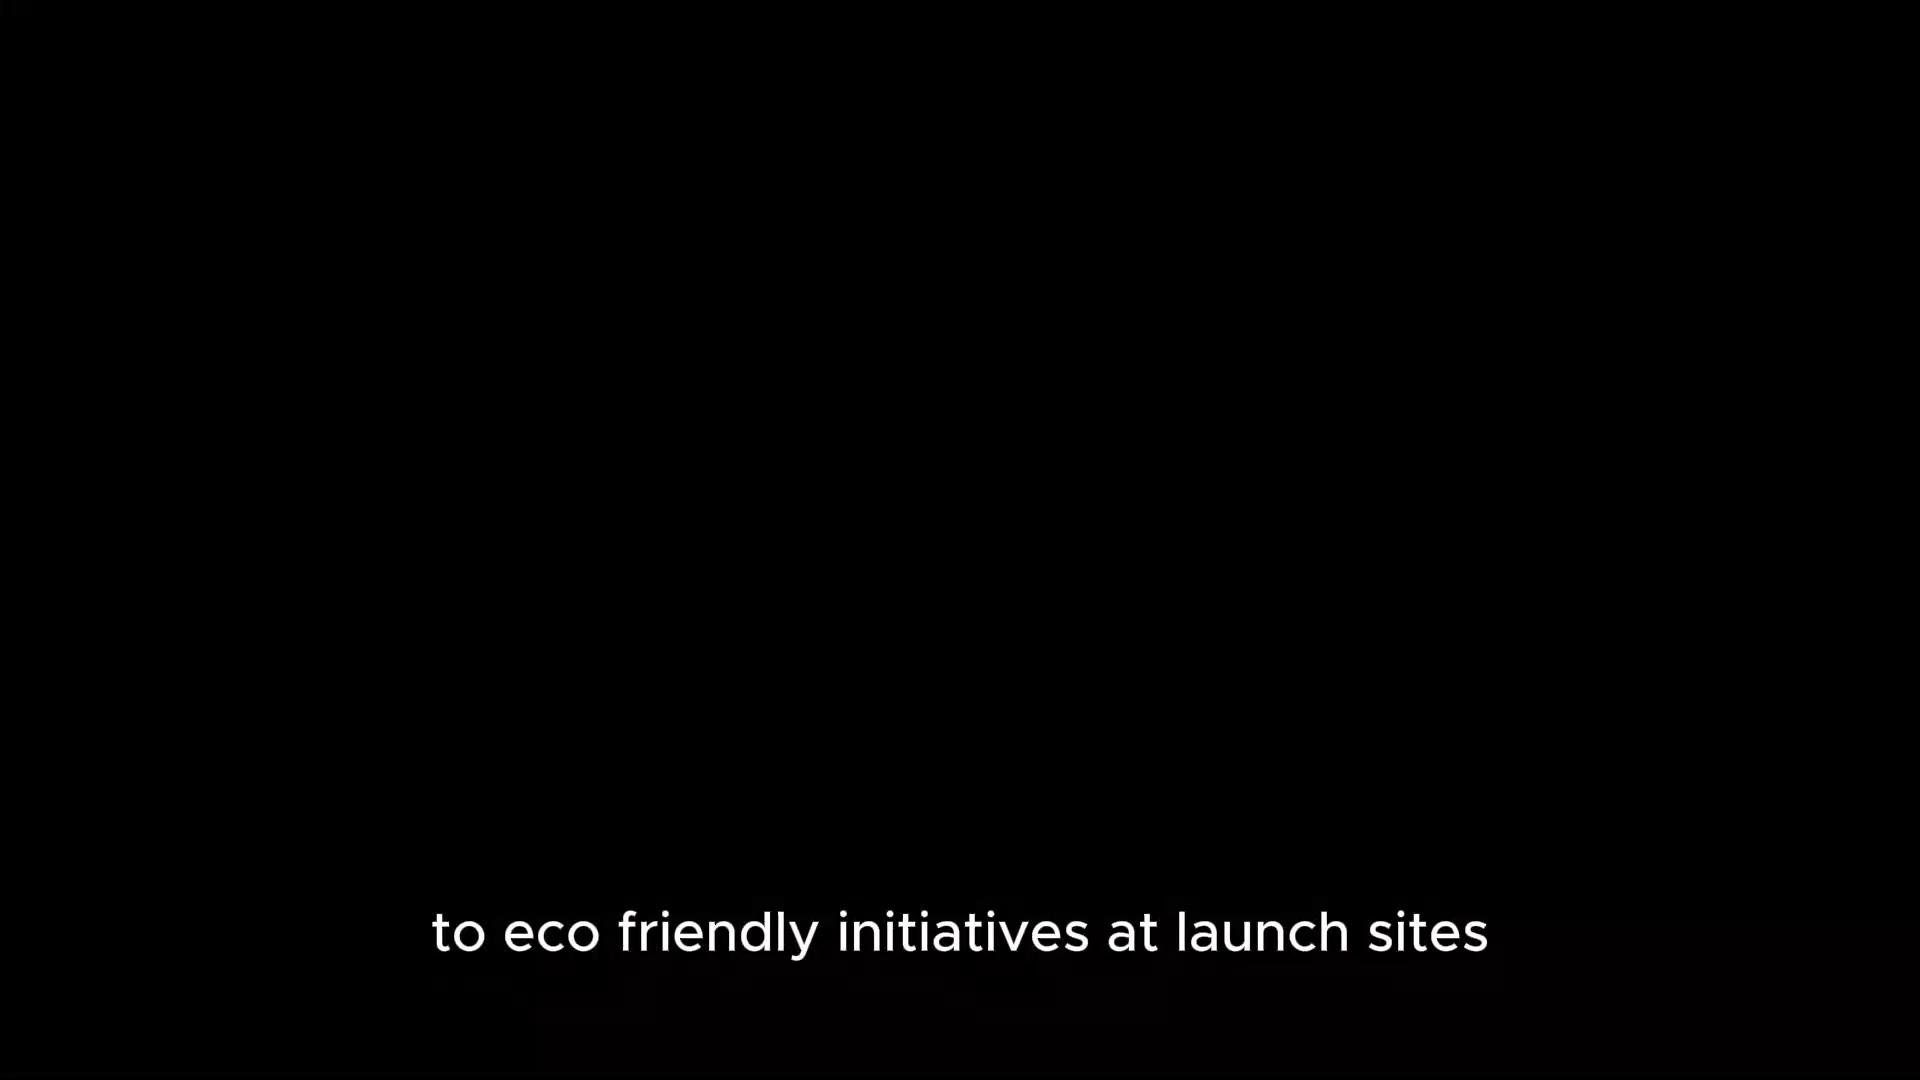 to eco friendly initiatives at launch sites